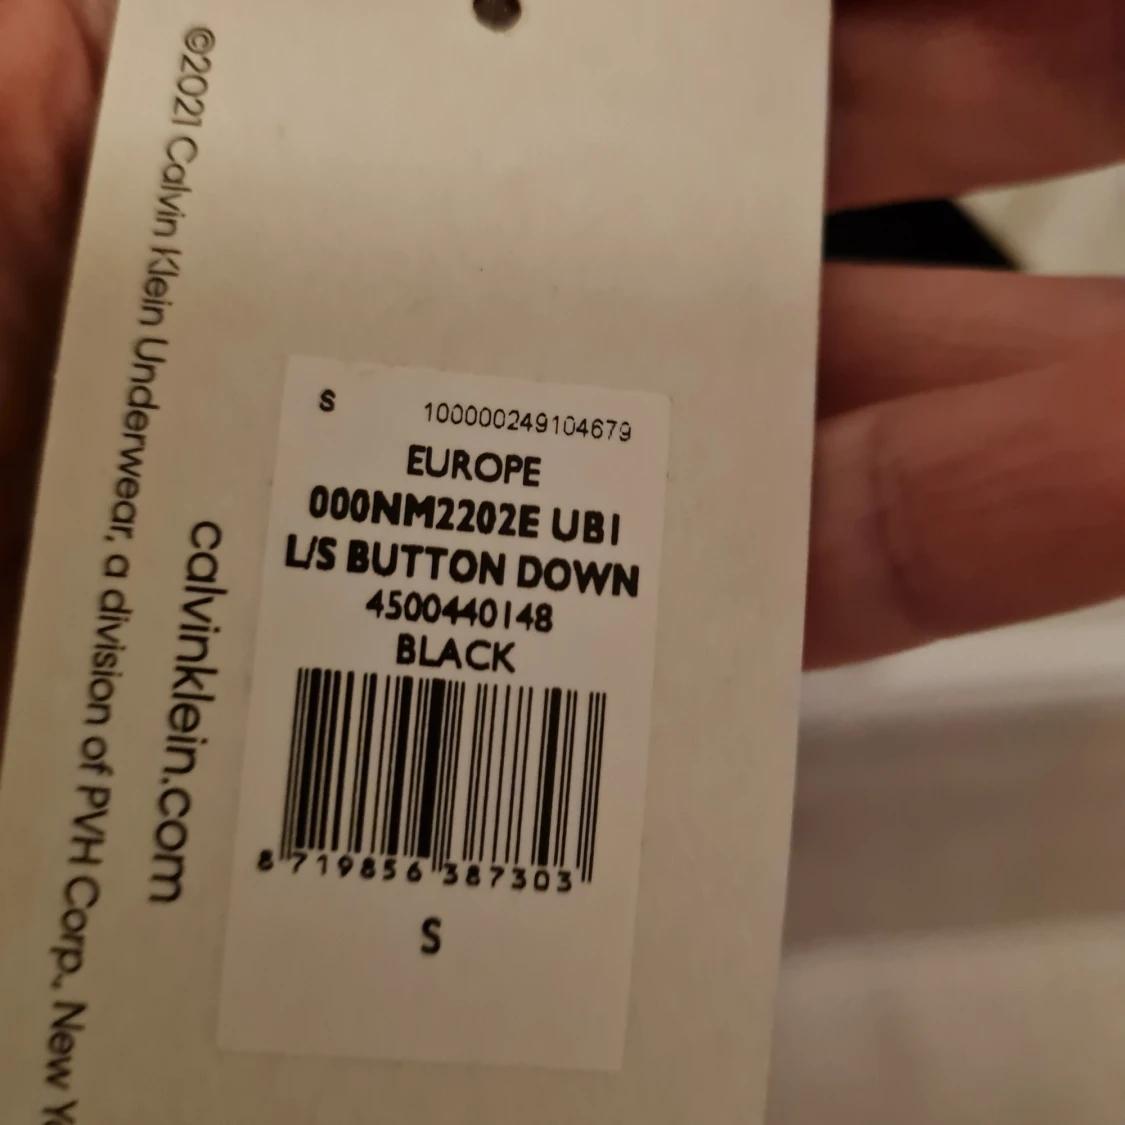 ©2021 Calvin Klein Underwear, a division of PVH Corp., New
calvinklein.com
S 100000249104679
EUROPE
000NM2202E UB1
L/S BUTTON DOWN
4500440148
BLACK
8 719856 387303
S